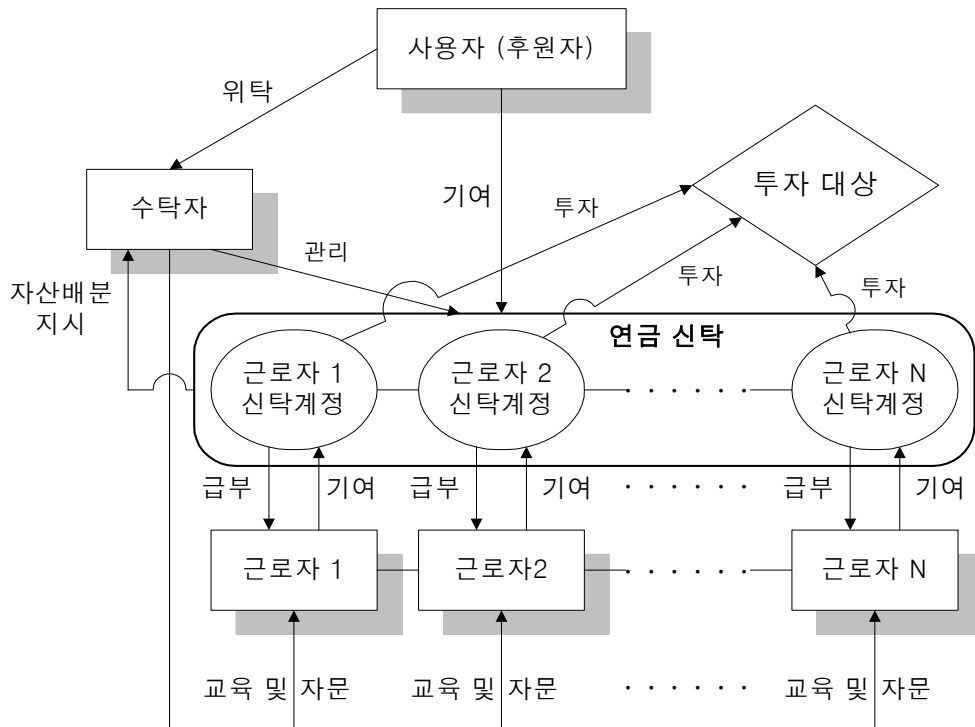 사용자 (후원자)
위탁
수탁자
기여
투자
투자 대상
관리
투자
자산배분
지시
투자
연금 신탁
근로자 1
신탁계정
근로자 2
신탁계정
· · · · · ·
근로자 N
신탁계정
급부
기여
급부
기여
· · · · · ·
급부
기여
근로자 1
근로자2
· · · · · ·
근로자 N
교육 및 자문
교육 및 자문
· · · · · ·
교육 및 자문